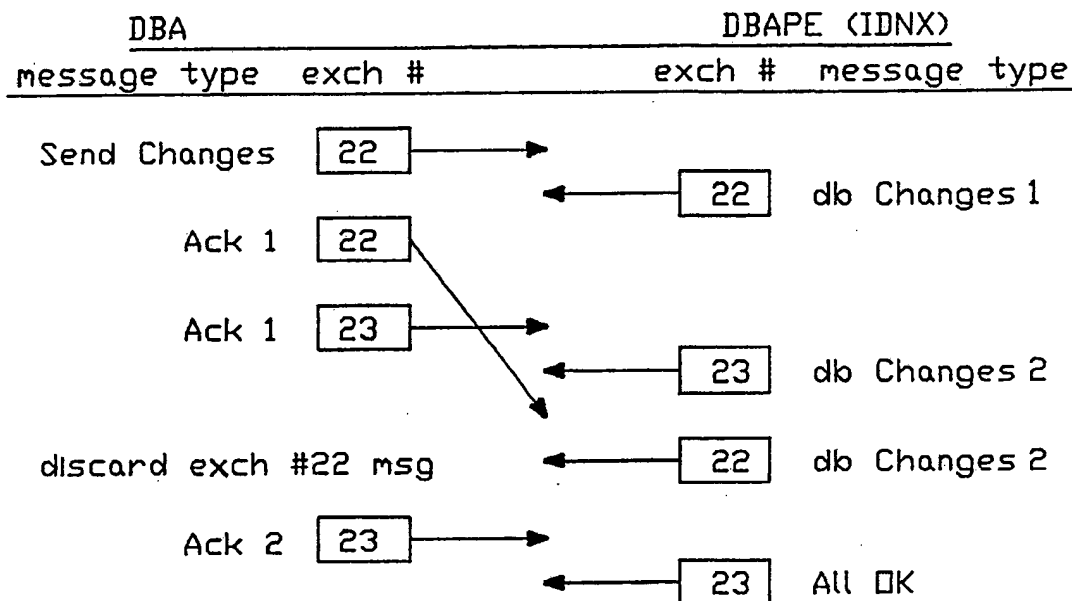 DBA DBAPE (IDNX)
message type exch # exch # message type
Send Changes 22
22 db Changes 1
Ack 1 22
Ack 1 23
23 db Changes 2
discard exch #22 msg 22 db Changes 2
Ack 2 23
23 All OK